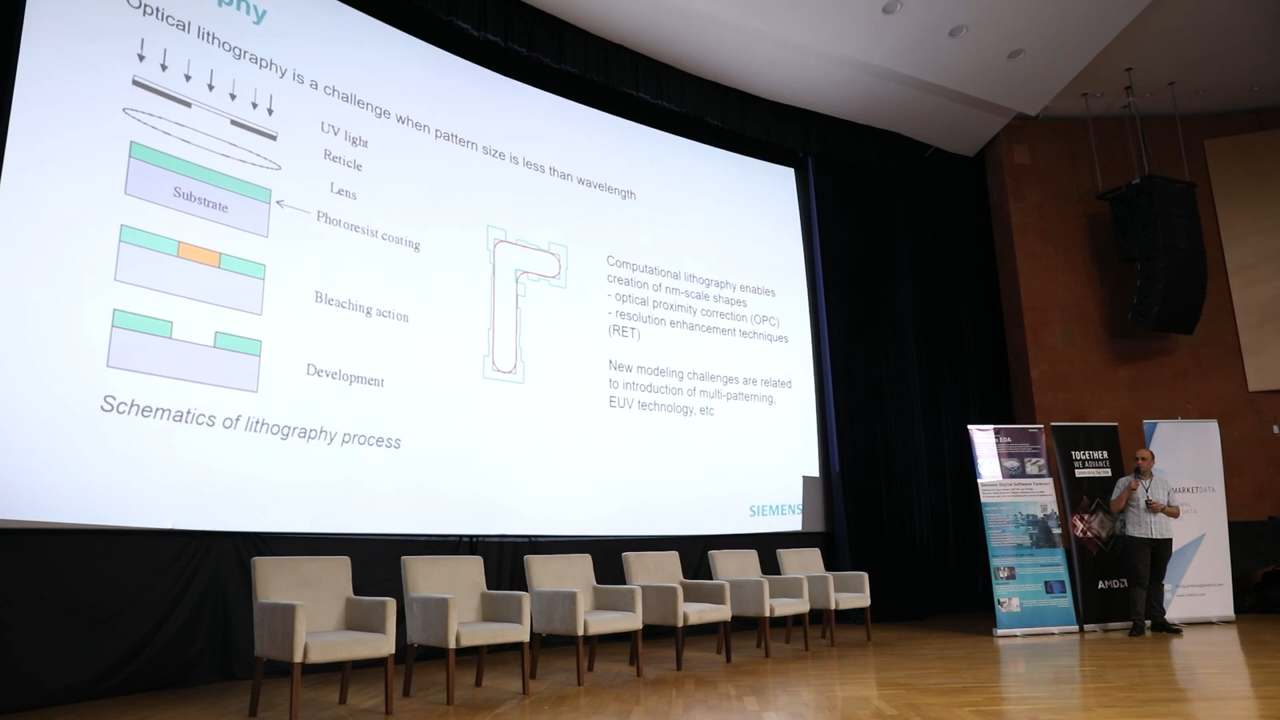 phy
Optical lithography is a challenge when pattern size is less than wavelength
UV light
Reticle
Lens
Substrate
Photoresist coating
Bleaching action
Development
Schematics of lithography process
Computational lithography enables
creation of nm-scale shapes
- optical proximity correction (OPC)
- resolution enhancement techniques
(RET)
New modeling challenges are related
to introduction of multi-patterning,
EUV technology, etc
SIEMENS
EDA
TOGETHER
WE ADVANCE
AMD
MARKETDATA